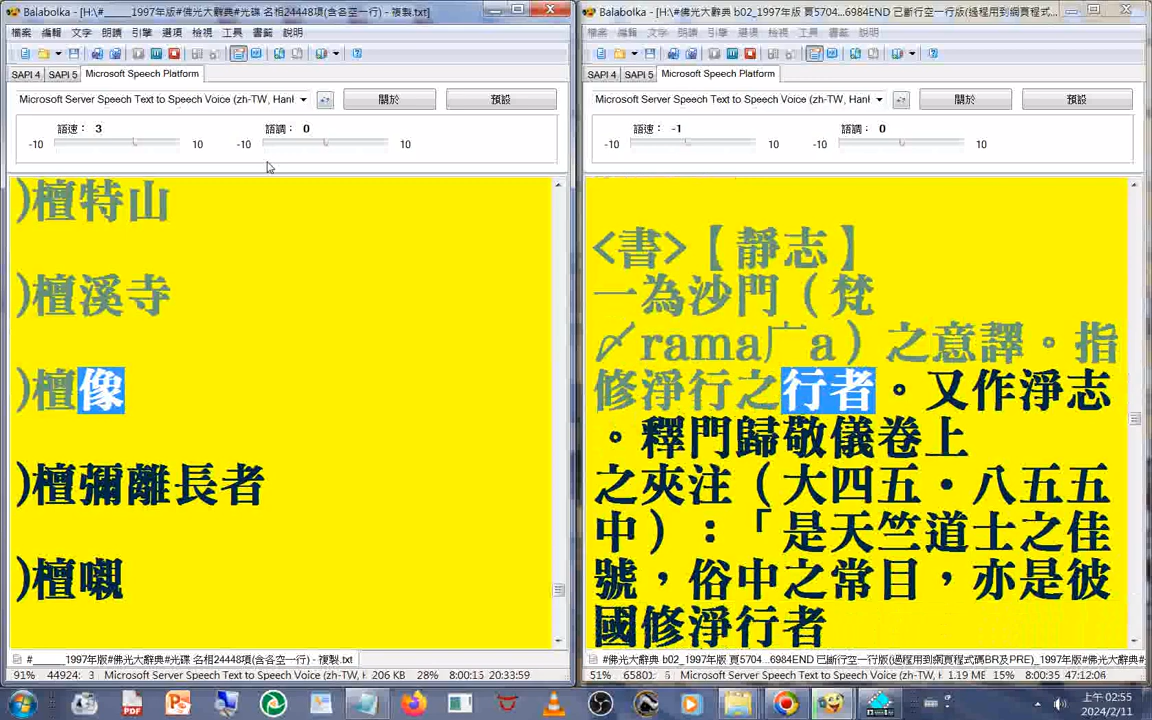 Balabolka - [H:\#_____1997年版#佛光大辭典#光碟 名相24448項(含各空一行) - 複製.txt]
檔案 編輯 文字 朗讀 引擎 選項 檢視 工具 書籤 說明
SAPI 4 SAPI 5 Microsoft Speech Platform
Microsoft Server Speech Text to Speech Voice (zh-TW, HanH
關於 預設
語速： 3 語調： 0
-10 10 -10 10
)檀特山
)檀溪寺
)檀像
)檀彌離長者
)檀嚫
#_____1997年版#佛光大辭典#光碟 名相24448項(含各空一行) - 複製.txt
91% 44924: 3 Microsoft Server Speech Text to Speech Voice (zh-TW, 206 KB 28% 8:00:15 20:33:59
Balabolka - [H:\#佛光大辭典 b02_1997年版 頁5704...6984END 已斷行空一行版(過程用到網頁程式...
檔案 編輯 文字 朗讀 引擎 選項 檢視 工具 書籤 說明
SAPI 4 SAPI 5 Microsoft Speech Platform
Microsoft Server Speech Text to Speech Voice (zh-TW, HanH
關於 預設
語速： -1 語調： 0
-10 10 -10 10
<書>【靜志】
一為沙門（梵
〆rama广a）之意譯。指
修淨行之行者。又作淨志
。釋門歸敬儀卷上
之夾注（大四五・八五五
中）：「是天竺道士之佳
號，俗中之常目，亦是彼
國修淨行者
#佛光大辭典 b02_1997年版 頁5704...6984END 已斷行空一行版(過程用到網頁程式碼BR及PRE)_1997年版#佛光大辭典#
51% 65801: Microsoft Server Speech Text to Speech Voice (zh-TW, 1.19 ME 15% 8:00:35 47:12:06
上午 02:55
2024/2/11